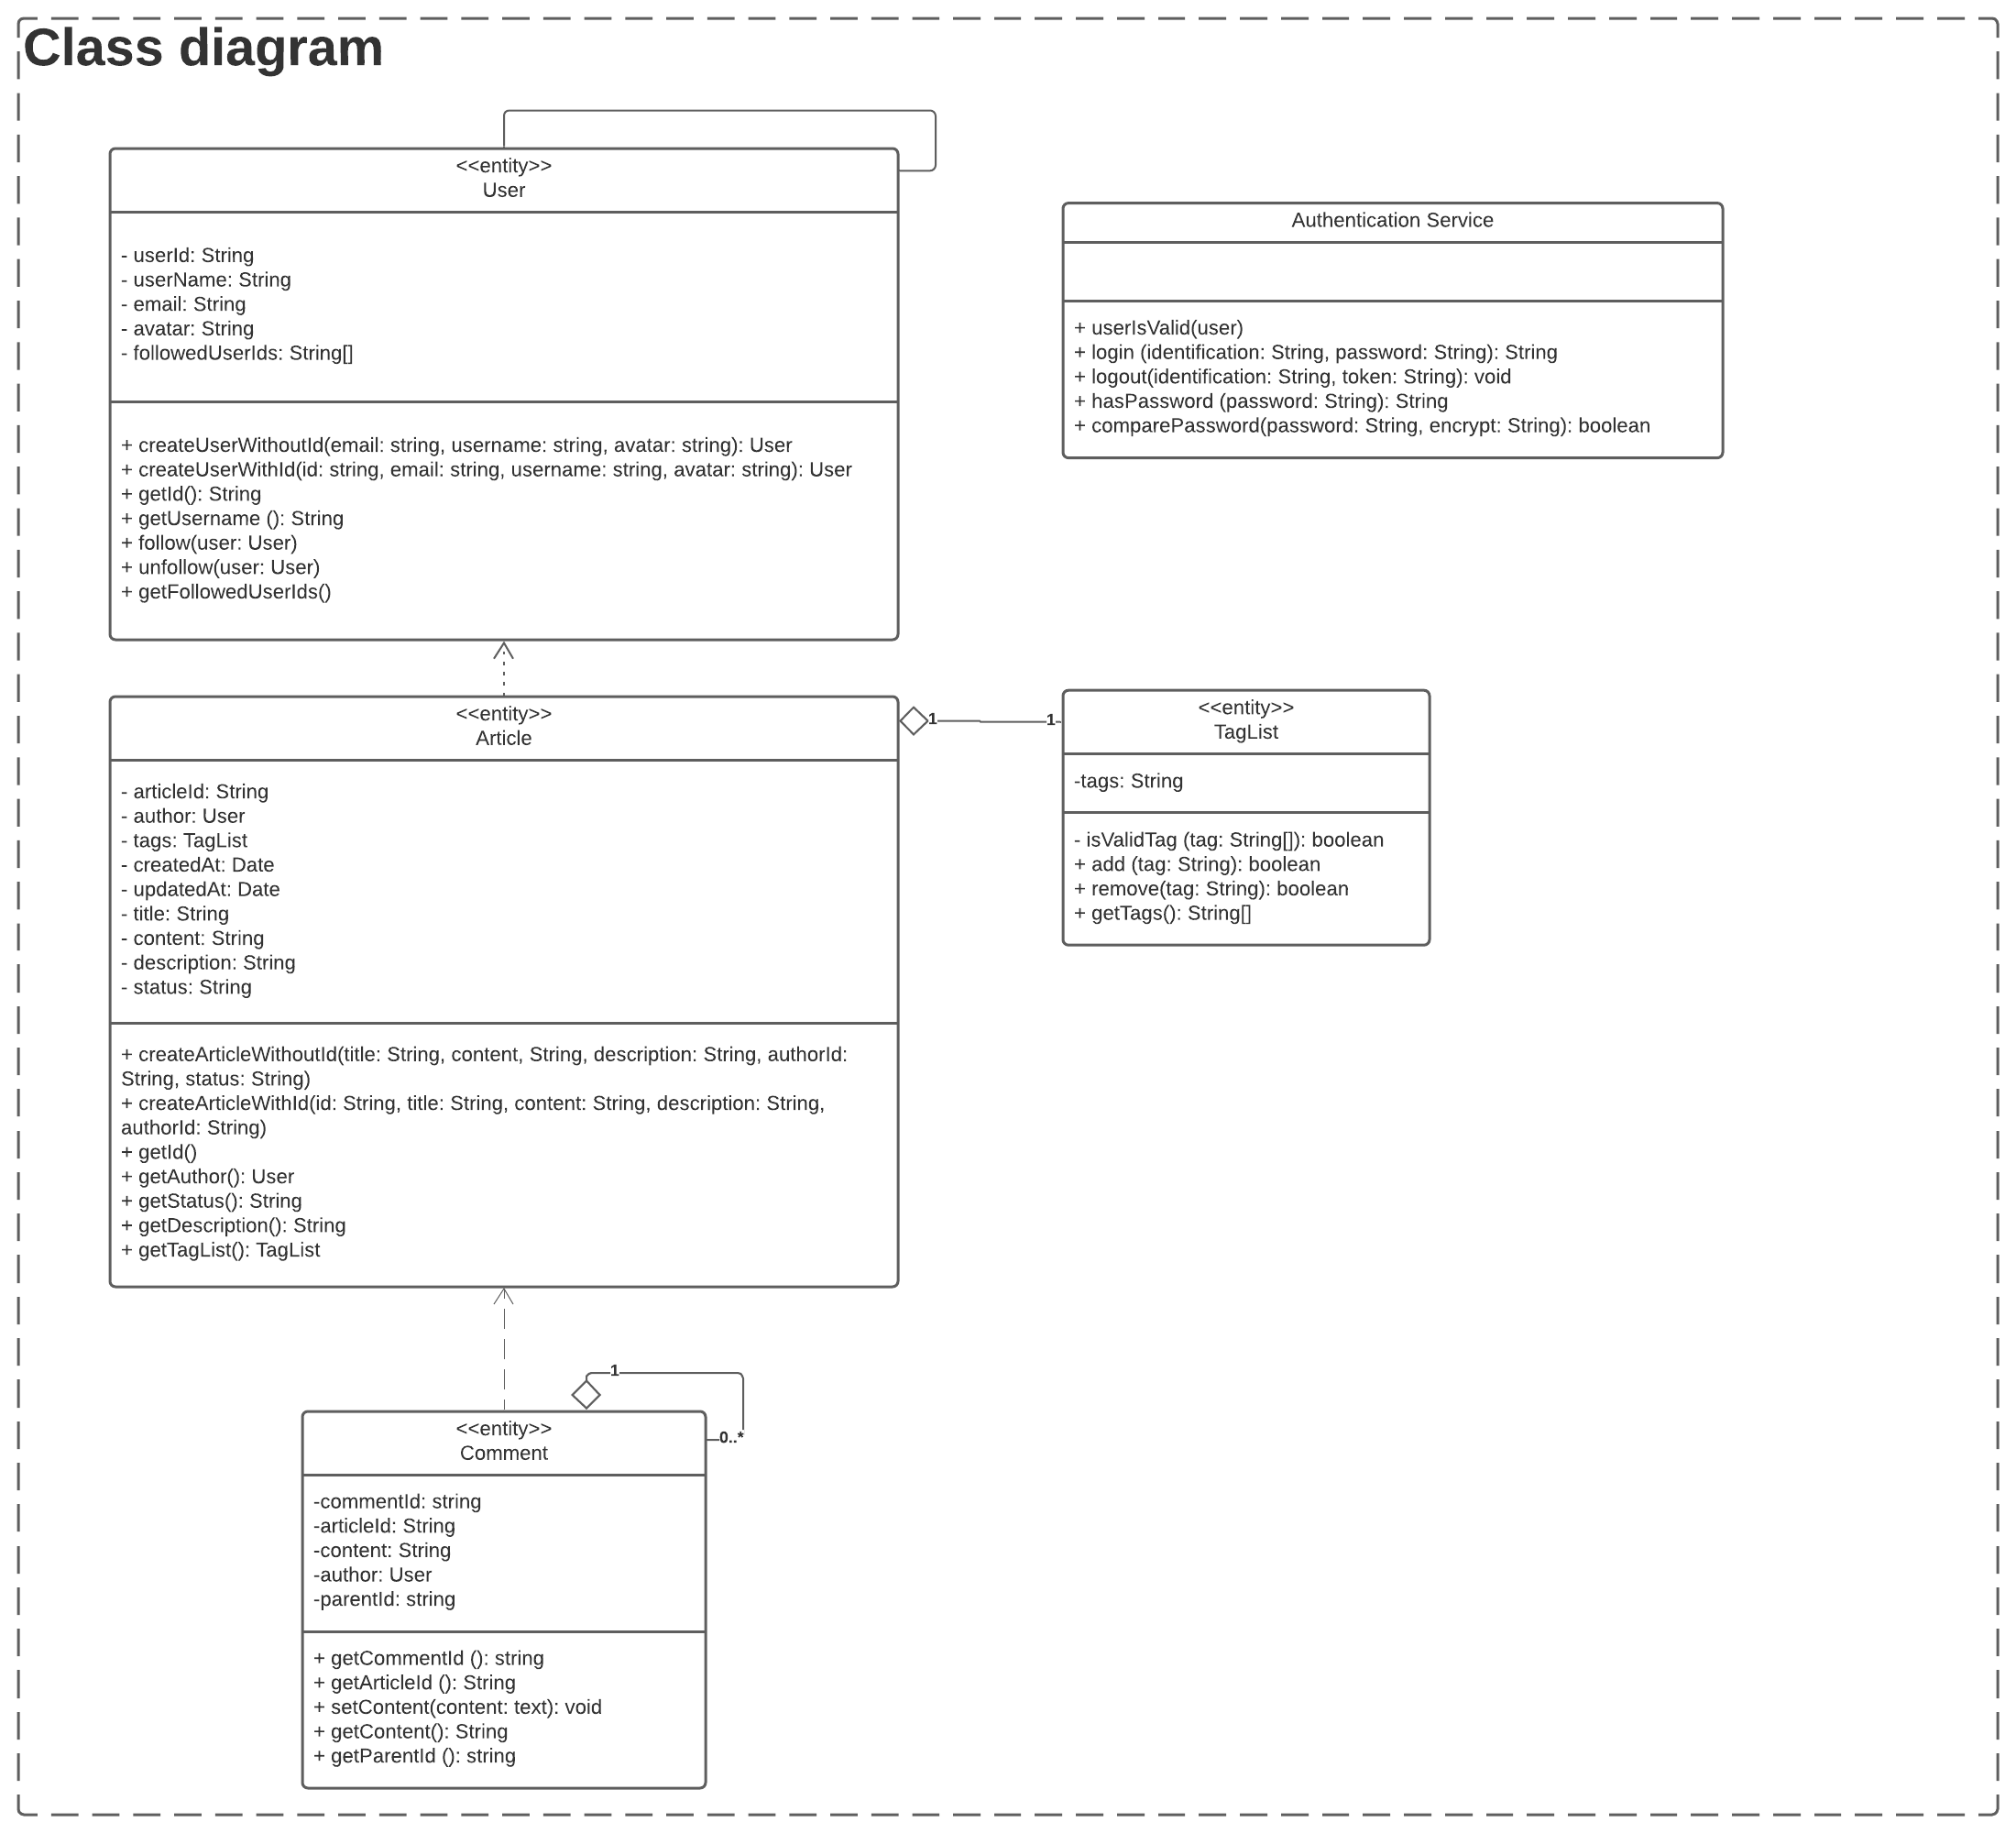 Class diagram
<<entity>>
User
- userId: String
- userName: String
- email: String
- avatar: String
- followedUserIds: String[]
+ createUserWithoutId(email: string, username: string, avatar: string): User
+ createUserWithId(id: string, email: string, username: string, avatar: string): User
+ getId(): String
+ getUsername (): String
+ follow(user: User)
+ unfollow(user: User)
+ getFollowedUserIds()
Authentication Service
+ userIsValid(user)
+ login (identification: String, password: String): String
+ logout(identification: String, token: String): void
+ hasPassword (password: String): String
+ comparePassword(password: String, encrypt: String): boolean
<<entity>>
Article
- articleId: String
- author: User
- tags: TagList
- createdAt: Date
- updatedAt: Date
- title: String
- content: String
- description: String
- status: String
+ createArticleWithoutId(title: String, content, String, description: String, authorId:
String, status: String)
+ createArticleWithId(id: String, title: String, content: String, description: String,
authorId: String)
+ getId()
+ getAuthor(): User
+ getStatus(): String
+ getDescription(): String
+ getTagList(): TagList
1
1
<<entity>>
TagList
-tags: String
- isValidTag (tag: String[]): boolean
+ add (tag: String): boolean
+ remove(tag: String): boolean
+ getTags(): String[]
1
0..*
<<entity>>
Comment
-commentId: string
-articleId: String
-content: String
-author: User
-parentId: string
+ getCommentId (): string
+ getArticleId (): String
+ setContent(content: text): void
+ getContent(): String
+ getParentId (): string